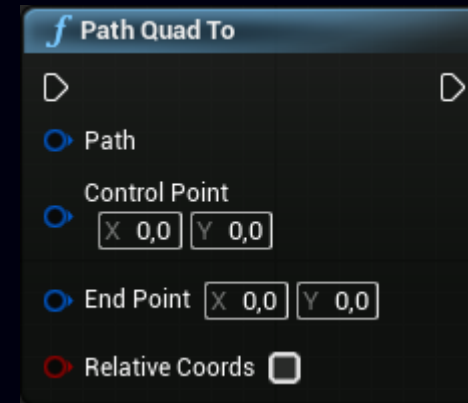 f Path Quad To
Path
Control Point
X 0,0 Y 0,0
End Point X 0,0 Y 0,0
Relative Coords